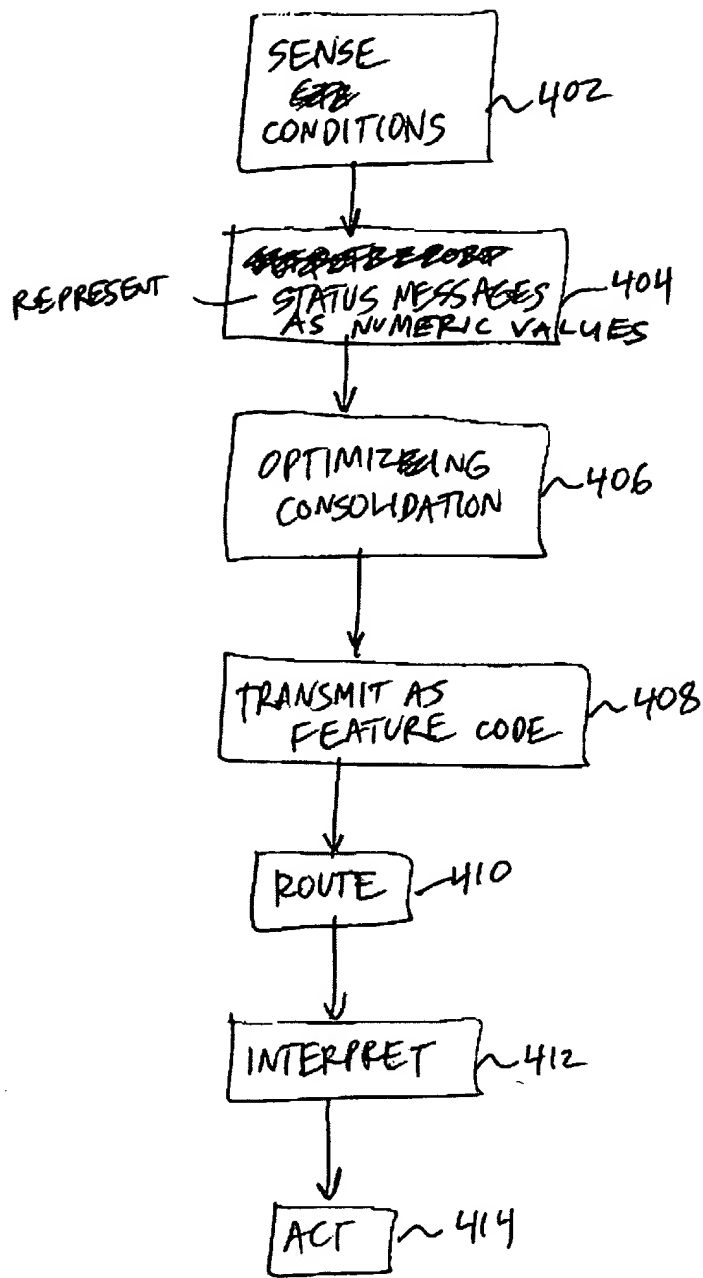 SENSE
CONDITIONS
402
REPRESENT
STATUS MESSAGES
AS NUMERIC VALUES
404
OPTIMIZING
CONSOLIDATION
406
TRANSMIT AS
FEATURE CODE
408
ROUTE
410
INTERPRET
412
ACT
414